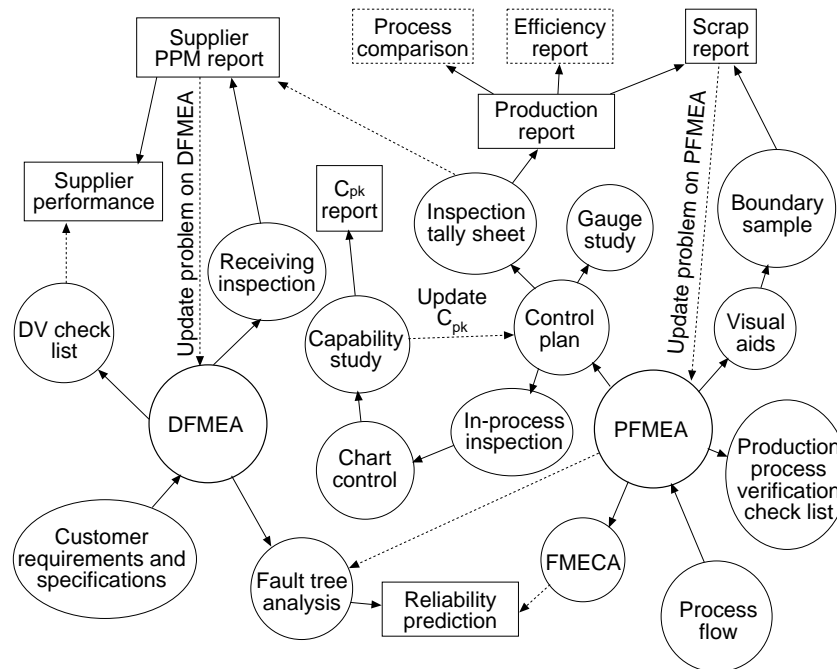 Supplier
PPM report
Process
comparison
Efficiency
report
Scrap
report
Production
report
Update problem on DFMEA
Update problem on PFMEA
Supplier
performance
Cpk
report
Inspection
tally sheet
Gauge
study
Boundary
sample
Receiving
inspection
Update
Cpk
DV check
list
Capability
study
Control
plan
Visual
aids
DFMEA
In-process
inspection
PFMEA
Chart
control
Production
process
verification
check list
Customer
requirements and
specifications
Fault tree
analysis
FMECA
Reliability
prediction
Process
flow